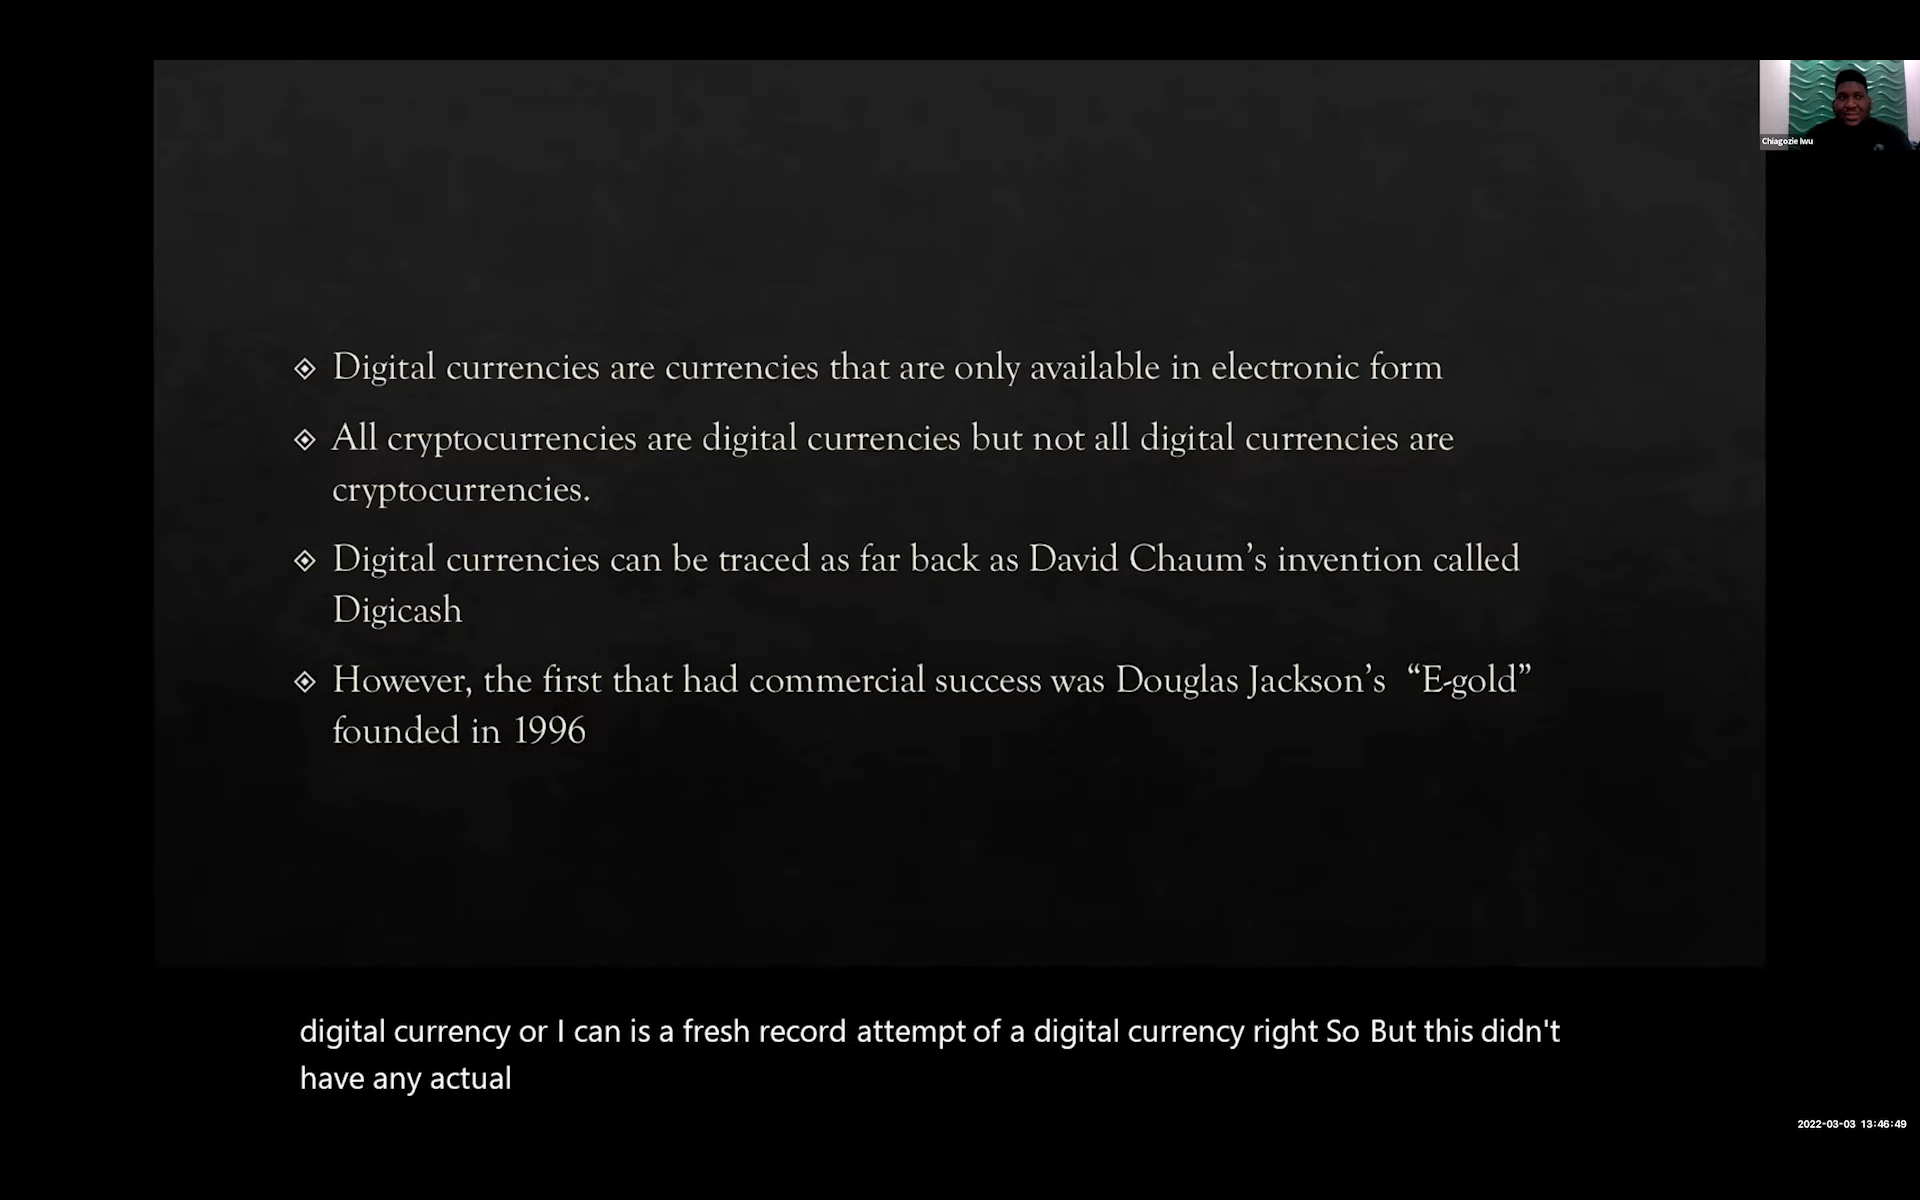 Chiagozie Iwu
Digital currencies are currencies that are only available in electronic form
All cryptocurrencies are digital currencies but not all digital currencies are
cryptocurrencies.
Digital currencies can be traced as far back as David Chaum’s invention called
Digicash
However, the first that had commercial success was Douglas Jackson’s “E-gold”
founded in 1996
digital currency or I can is a fresh record attempt of a digital currency right So But this didn't
have any actual
2022-03-03 13:46:49